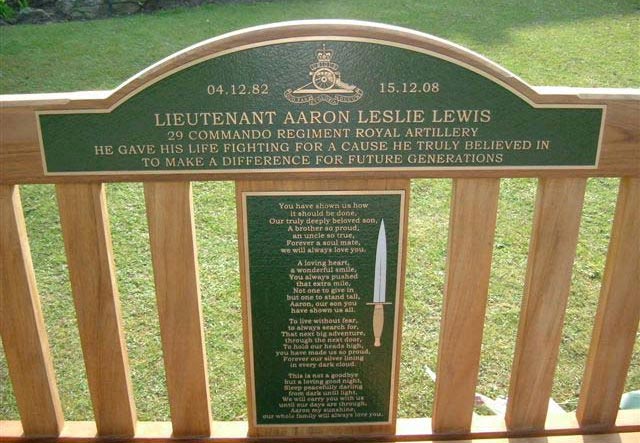 04.12.82 15.12.08
LIEUTENANT AARON LESLIE LEWIS
29 COMMANDO REGIMENT ROYAL ARTILLERY
HE GAVE HIS LIFE FIGHTING FOR A CAUSE HE TRULY BELIEVED IN
TO MAKE A DIFFERENCE FOR FUTURE GENERATIONS
You have shown us how
it should be done,
Our truly deeply beloved son,
A brother so proud,
an uncle so true,
Forever a soul mate,
we will always love you.
A loving heart,
a wonderful smile,
You always pushed
that extra mile,
Not one to give in
but one to stand tall,
Aaron, our son you
have shown us all.
To live without fear,
to always search for,
That next big adventure,
through the next door,
To hold our heads high,
you have made us so proud,
Forever our silver lining
in every dark cloud.
This is not a goodbye
but a loving good night,
Sleep peacefully darling
from dark until light,
We will carry you with us
until our days are through,
Aaron my sunshine,
our whole family will always love you.